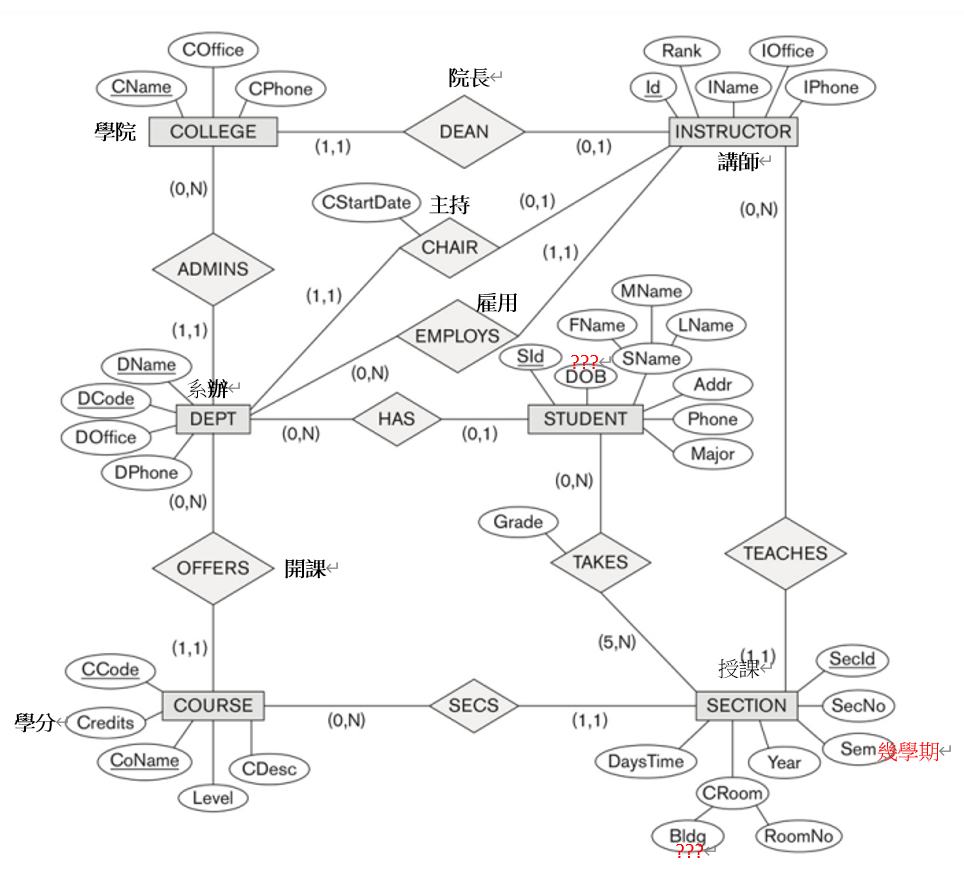 COffice
CName
CPhone
學院
COLLEGE
(1,1)
院長
DEAN
(0,1)
Rank
IOffice
Id
IName
IPhone
INSTRUCTOR
講師
(0,N)
(0,N)
CStartDate
主持
CHAIR
(0,1)
(1,1)
ADMINS
(1,1)
(1,1)
雇用
EMPLOYS
(0,N)
MName
FName
LName
SId
???
DOB
SName
Addr
Phone
Major
DName
系辦
DCode
DOffice
DPhone
DEPT
(0,N)
HAS
(0,1)
STUDENT
(0,N)
(0,N)
Grade
TAKES
TEACHES
OFFERS
開課
(5,N)
(1,1)
授課
(1,1)
CCode
學分
Credits
CoName
Level
CDesc
COURSE
(0,N)
SECS
(1,1)
SECTION
SecId
SecNo
Sem
幾學期
DaysTime
Year
CRoom
Bldg
???
RoomNo